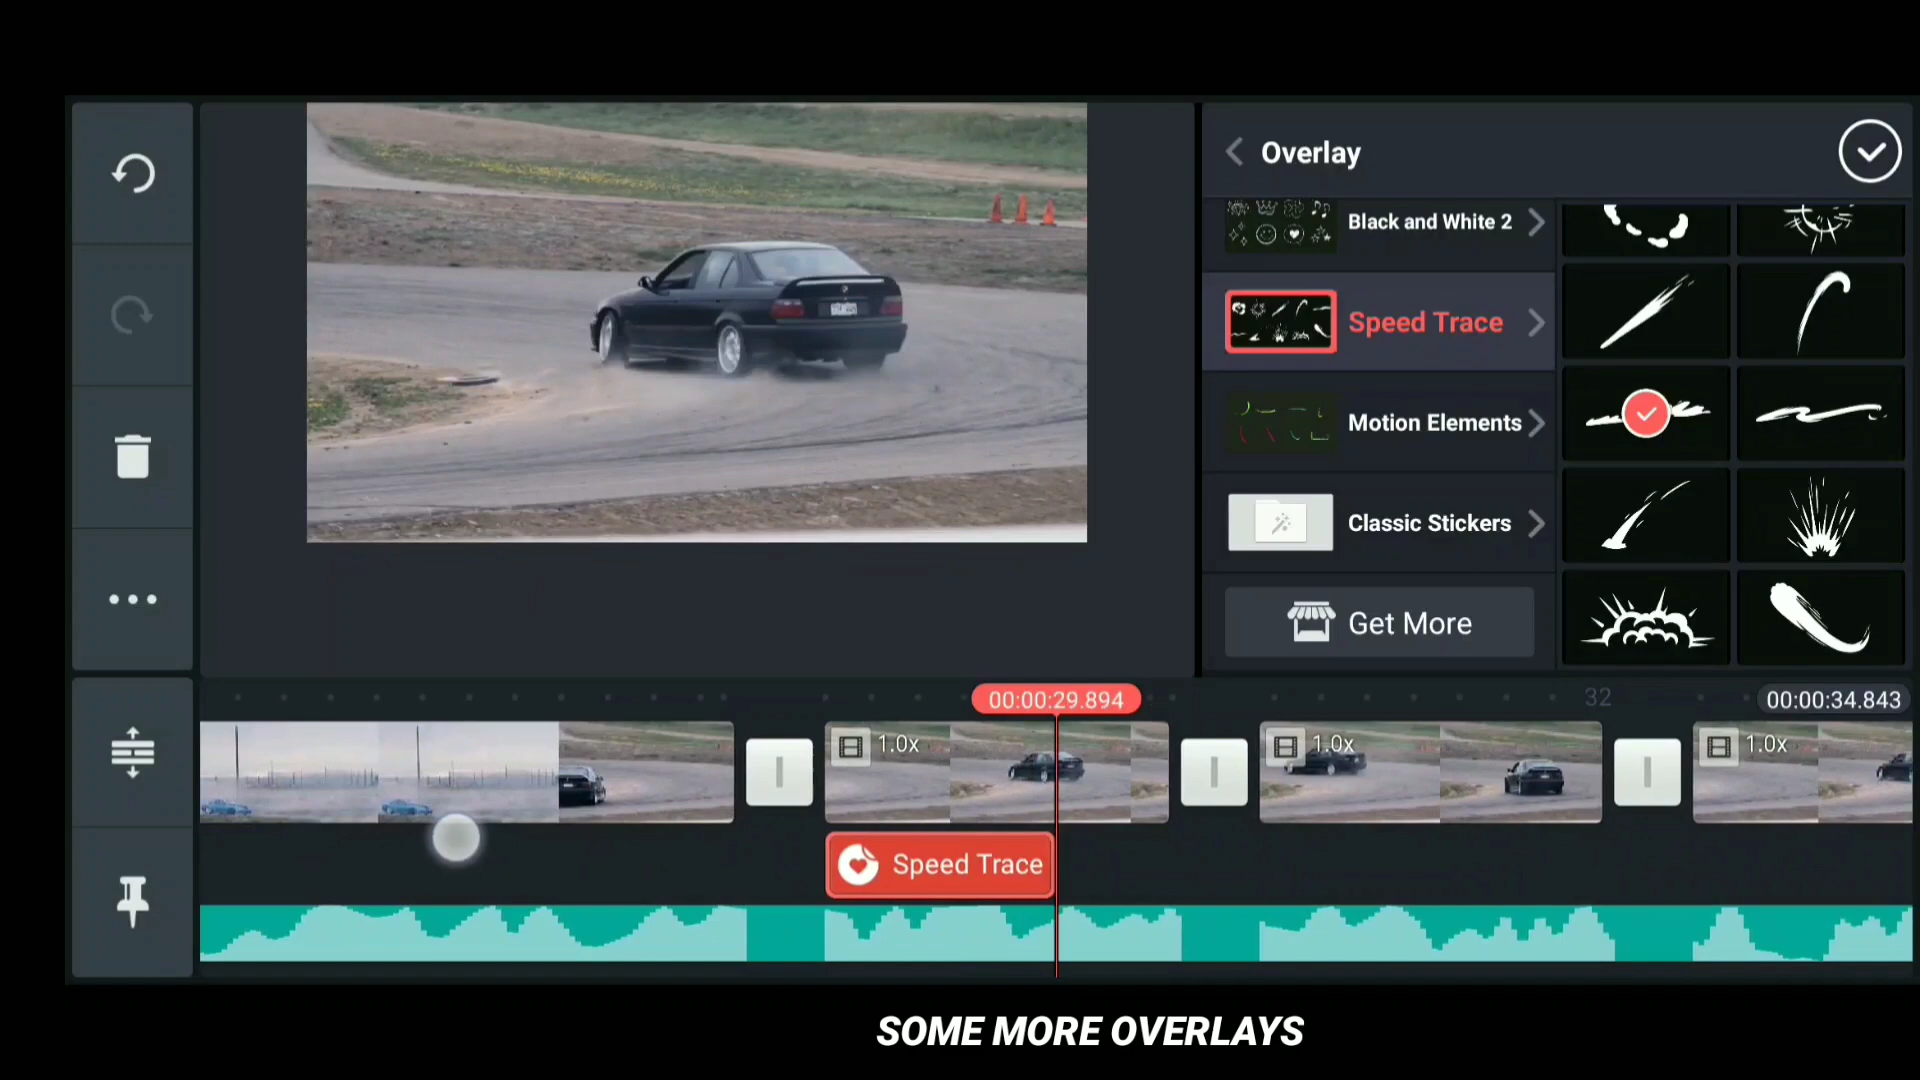 Overlay
Black and White 2
Speed Trace
Motion Elements
Classic Stickers
Get More
00:00:29.894
32
00:00:34.843
1.0x
1.0x
1.0x
Speed Trace
SOME MORE OVERLAYS